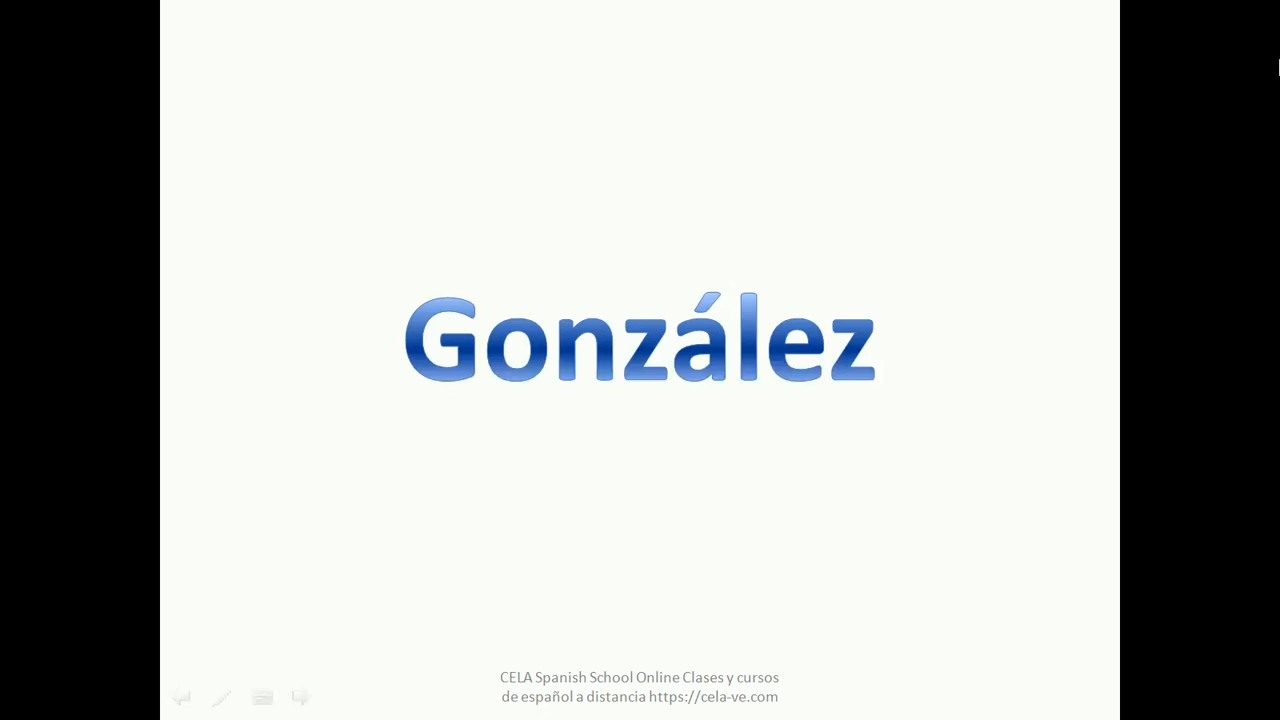 González
CELA Spanish School Online Clases y cursos
de español a distancia https://cela-ve.com